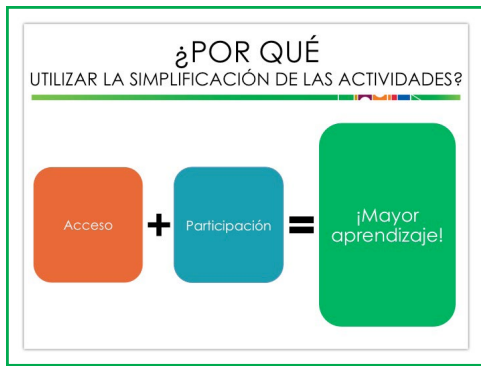 ¿POR QUÉ
UTILIZAR LA SIMPLIFICACIÓN DE LAS ACTIVIDADES?
Acceso
+
Participación
=
¡Mayor
aprendizaje!